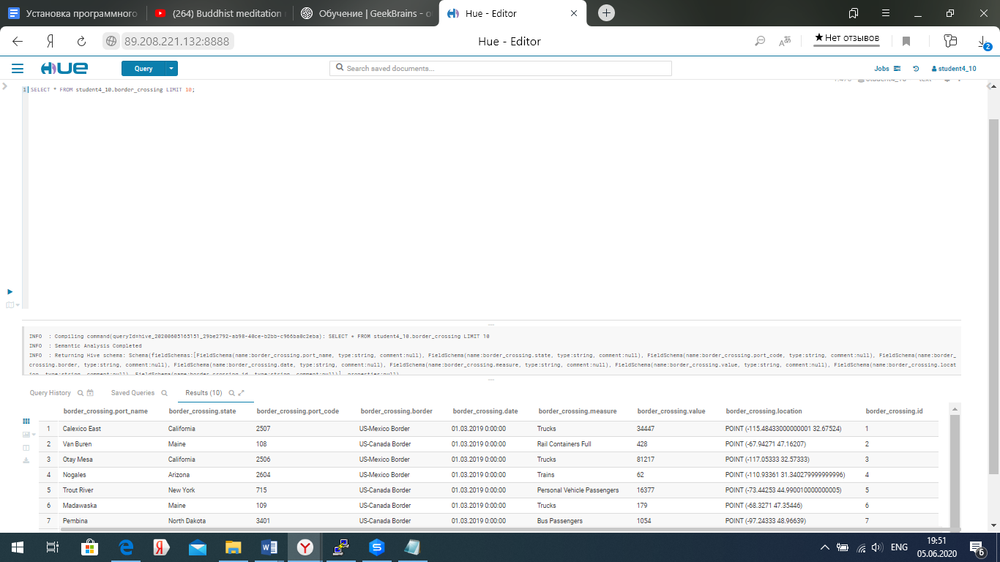 Установка программного
(264) Buddhist meditation
Обучение | GeekBrains - о
Hue - Editor
Я
89.208.221.132:8888
Hue - Editor
★ Нет отзывов
2
HUE
Query
Search saved documents...
Jobs
student4_10
student4_10 text
1 SELECT * FROM student4_10.border_crossing LIMIT 10;
INFO : Compiling command(queryId=hive_20200605165151_29be2792-ab98-40ce-b2bb-c966ba0c2eba): SELECT * FROM student4_10.border_crossing LIMIT 10
INFO : Semantic Analysis Completed
INFO : Returning Hive schema: Schema(fieldSchemas:[FieldSchema(name:border_crossing.port_name, type:string, comment:null), FieldSchema(name:border_crossing.state, type:string, comment:null), FieldSchema(name:border_crossing.port_code, type:string, comment:null), FieldSchema(name:border_
crossing.border, type:string, comment:null), FieldSchema(name:border_crossing.date, type:string, comment:null), FieldSchema(name:border_crossing.measure, type:string, comment:null), FieldSchema(name:border_crossing.value, type:string, comment:null), FieldSchema(name:border_crossing.locat
ion, type:string, comment:null), FieldSchema(name:border_crossing.id, type:string, comment:null)], properties:null)
Query History Saved Queries Results (10)
border_crossing.port_name border_crossing.state border_crossing.port_code border_crossing.border border_crossing.date border_crossing.measure border_crossing.value border_crossing.location border_crossing.id
1 Calexico East California 2507 US-Mexico Border 01.03.2019 0:00:00 Trucks 34447 POINT (-115.48433000000001 32.67524) 1
2 Van Buren Maine 108 US-Canada Border 01.03.2019 0:00:00 Rail Containers Full 428 POINT (-67.94271 47.16207) 2
3 Otay Mesa California 2506 US-Mexico Border 01.03.2019 0:00:00 Trucks 81217 POINT (-117.05333 32.57333) 3
4 Nogales Arizona 2604 US-Mexico Border 01.03.2019 0:00:00 Trains 62 POINT (-110.93361 31.340279999999996) 4
5 Trout River New York 715 US-Canada Border 01.03.2019 0:00:00 Personal Vehicle Passengers 16377 POINT (-73.44253 44.990010000000005) 5
6 Madawaska Maine 109 US-Canada Border 01.03.2019 0:00:00 Trucks 179 POINT (-68.3271 47.35446) 6
7 Pembina North Dakota 3401 US-Canada Border 01.03.2019 0:00:00 Bus Passengers 1054 POINT (-97.24333 48.96639) 7
ENG
19:51
05.06.2020
6